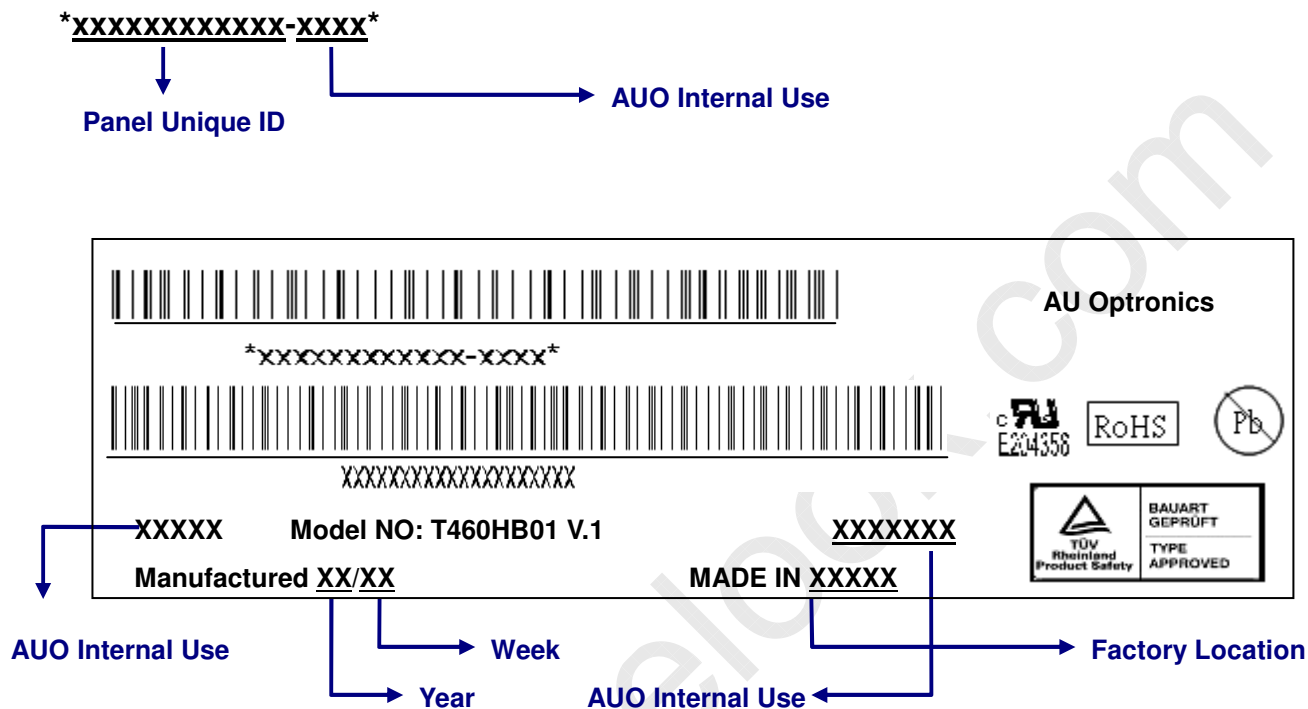 *xxxxxxxxxxxx-xxxx*
AUO Internal Use
Panel Unique ID
AU Optronics
*xxxxxxxxxxxx-xxxx*
c
E204356
RoHS
Pb
XXXXXXXXXXXXXXXXXXXX
BAUART
GEPRÜFT
TÜV
Rheinland
Product Safety
TYPE
APPROVED
XXXXX Model NO: T460HB01 V.1 XXXXXXX
Manufactured XX/XX MADE IN XXXXX
AUO Internal Use
Week
Factory Location
Year
AUO Internal Use